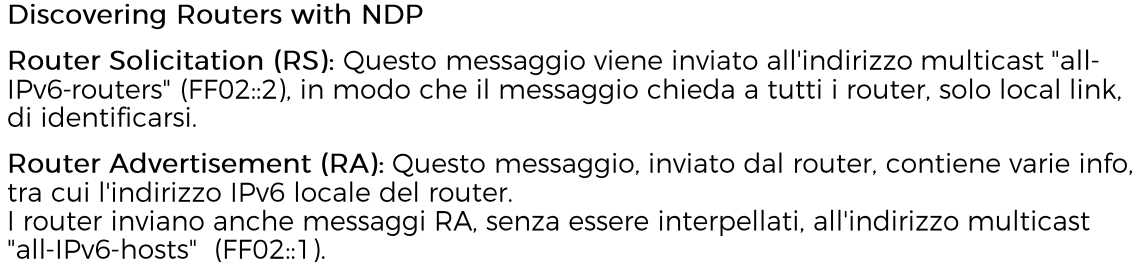 Discovering Routers with NDP
Router Solicitation (RS): Questo messaggio viene inviato all'indirizzo multicast "all-
IPv6-routers" (FF02::2), in modo che il messaggio chieda a tutti i router, solo local link,
di identificarsi.
Router Advertisement (RA): Questo messaggio, inviato dal router, contiene varie info,
tra cui l'indirizzo IPv6 locale del router.
I router inviano anche messaggi RA, senza essere interpellati, all'indirizzo multicast
"all-IPv6-hosts"  (FF02::1).